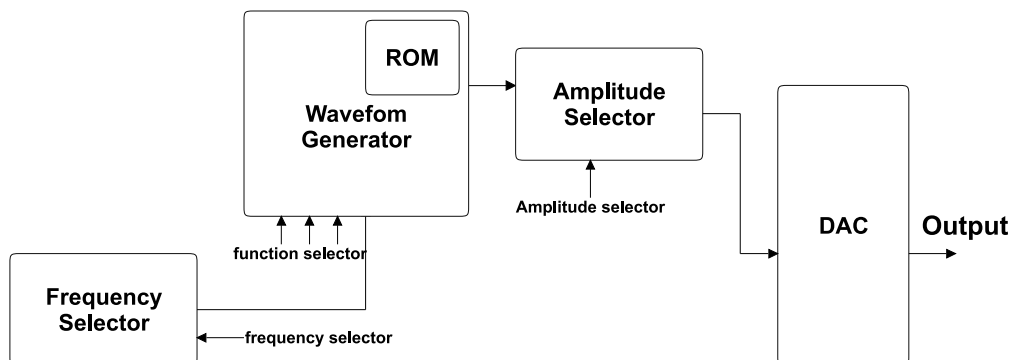 ROM
Wavefom
Generator
Amplitude
Selector
Amplitude selector
function selector
DAC
Output
Frequency
Selector
frequency selector